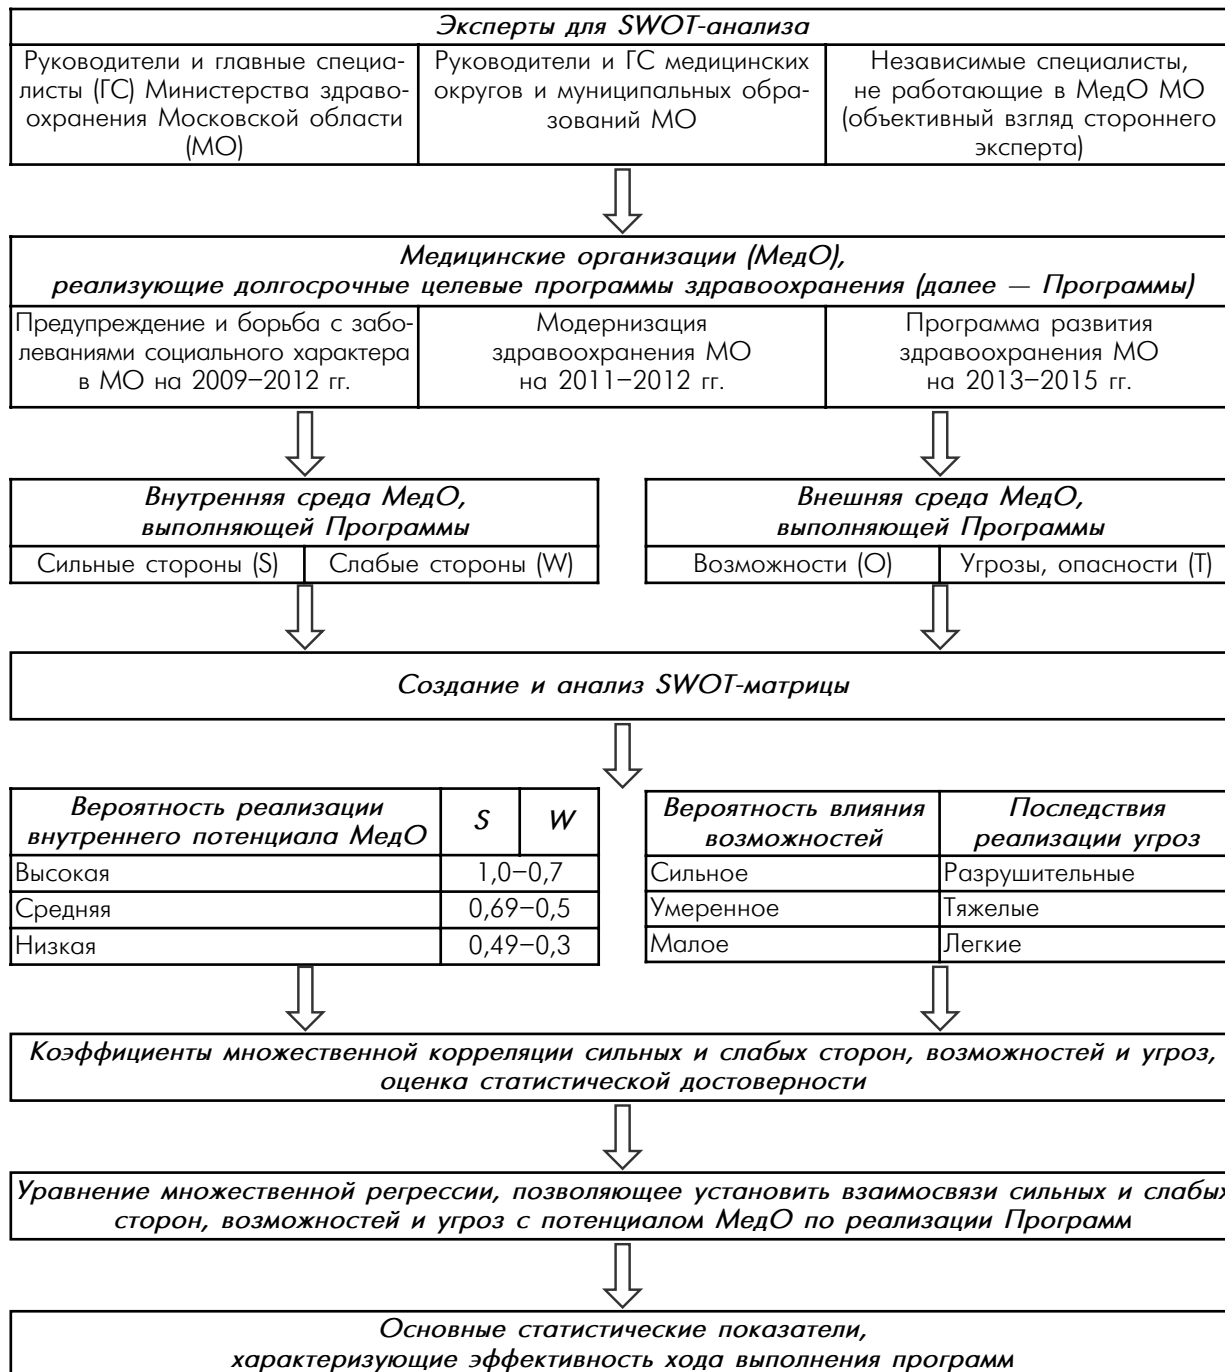 Эксперты для SWOT-анализа
Руководители и главные специа-
листы (ГС) Министерства здраво-
охранения Московской области
(МО)
Руководители и ГС медицинских
округов и муниципальных обра-
зований МО
Независимые специалисты,
не работающие в МедО МО
(объективный взгляд стороннего
эксперта)
Медицинские организации (МедО),
реализующие долгосрочные целевые программы здравоохранения (далее — Программы)
Предупреждение и борьба с забо-
леваниями социального характера
в МО на 2009–2012 гг.
Модернизация
здравоохранения МО
на 2011–2012 гг.
Программа развития
здравоохранения МО
на 2013–2015 гг.
Внутренняя среда МедО,
выполняющей Программы
Сильные стороны (S)
Слабые стороны (W)
Внешняя среда МедО,
выполняющей Программы
Возможности (O)
Угрозы, опасности (T)
Создание и анализ SWOT-матрицы
Вероятность реализации
внутреннего потенциала МедО
S
W
Высокая
1,0–0,7
Средняя
0,69–0,5
Низкая
0,49–0,3
Вероятность влияния
возможностей
Последствия
реализации угроз
Сильное
Разрушительные
Умеренное
Тяжелые
Малое
Легкие
Коэффициенты множественной корреляции сильных и слабых сторон, возможностей и угроз,
оценка статистической достоверности
Уравнение множественной регрессии, позволяющее установить взаимосвязи сильных и слабых
сторон, возможностей и угроз с потенциалом МедО по реализации Программ
Основные статистические показатели,
характеризующие эффективность хода выполнения программ